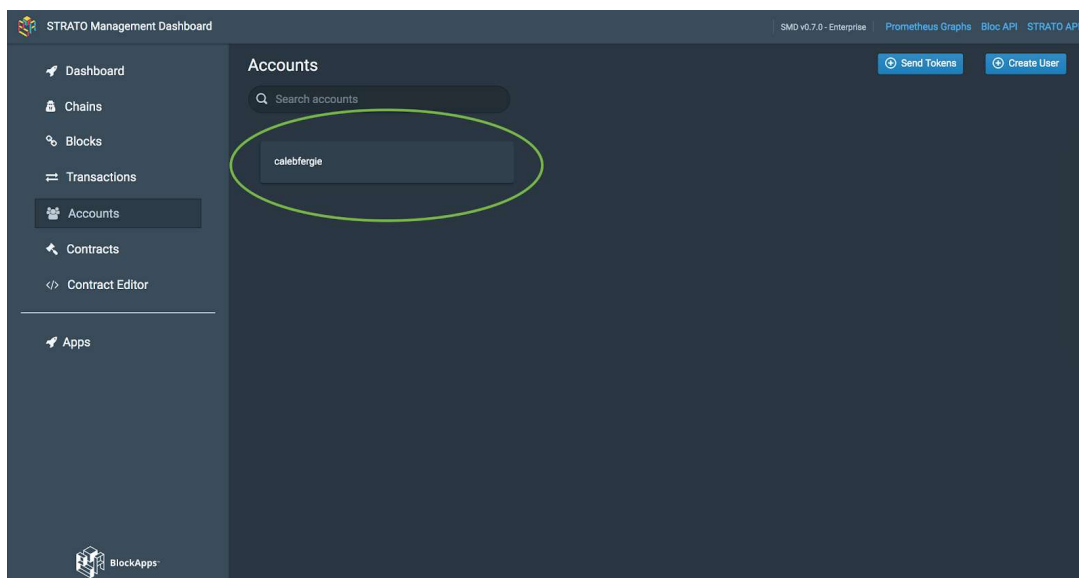 STRATO Management Dashboard
SMD v0.7.0 - Enterprise Prometheus Graphs Bloc API STRATO API
Dashboard
Chains
Blocks
Transactions
Accounts
Contracts
Contract Editor
Apps
BlockApps
Accounts
Send Tokens
Create User
Search accounts
calebfergie